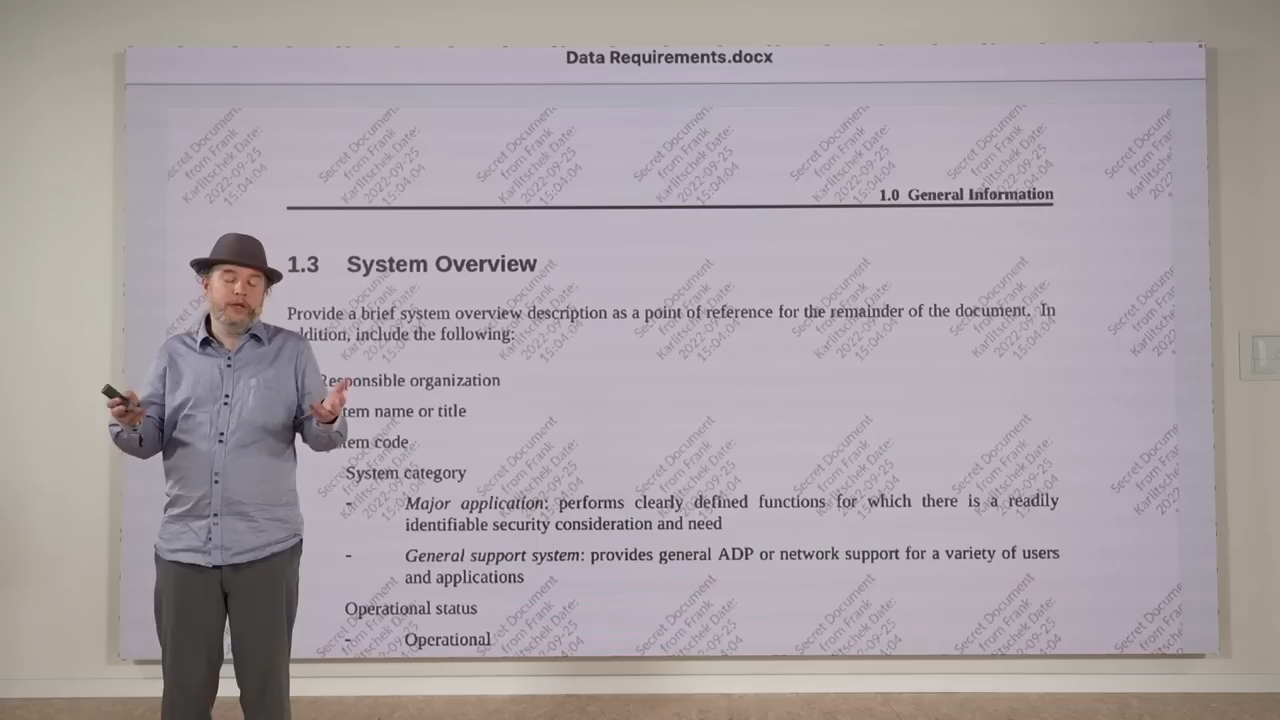 Data Requirements.docx
Secret Document
from Frank
Karlitschek Date:
2022-09-25
15:04:04
1.0 General Information
1.3 System Overview
Provide a brief system overview description as a point of reference for the remainder of the document. In
dition, include the following:
Responsible organization
tem name or title
tem code
System category
- Major application: performs clearly defined functions for which there is a readily
identifiable security consideration and need
- General support system: provides general ADP or network support for a variety of users
and applications
Operational status
- Operational